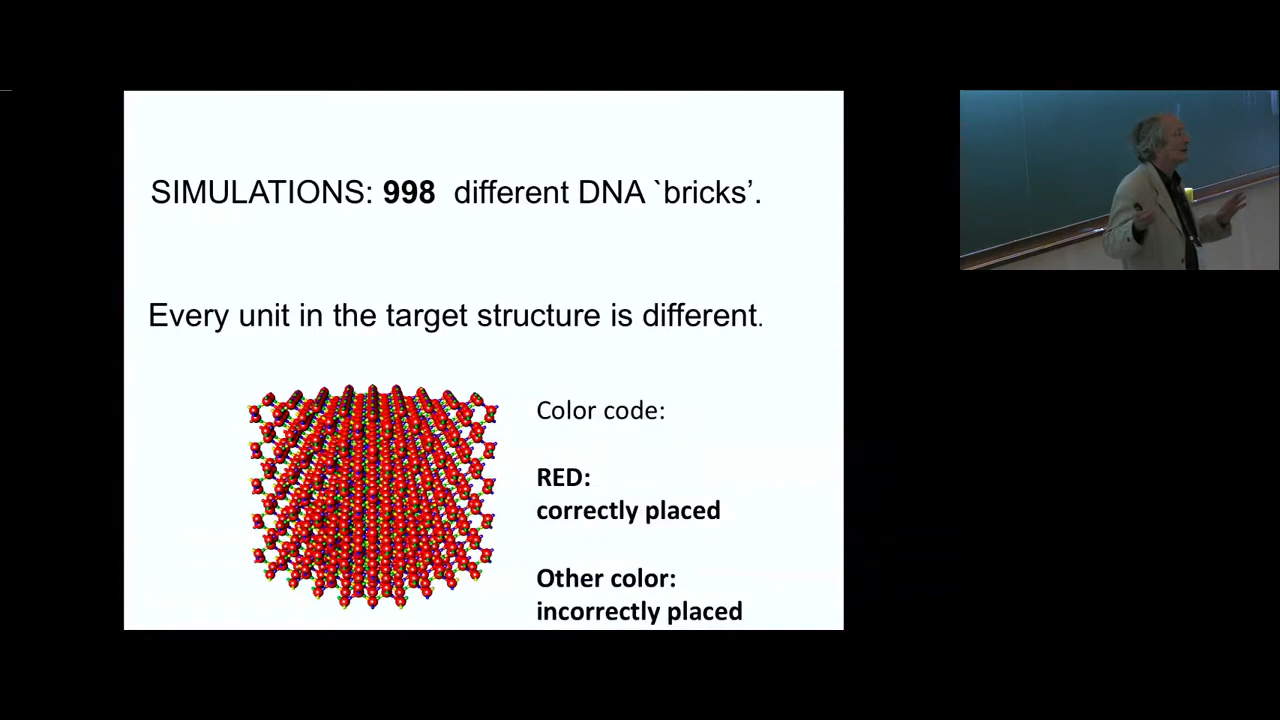 SIMULATIONS: 998 different DNA `bricks’.
Every unit in the target structure is different.
Color code:
RED:
correctly placed
Other color:
incorrectly placed